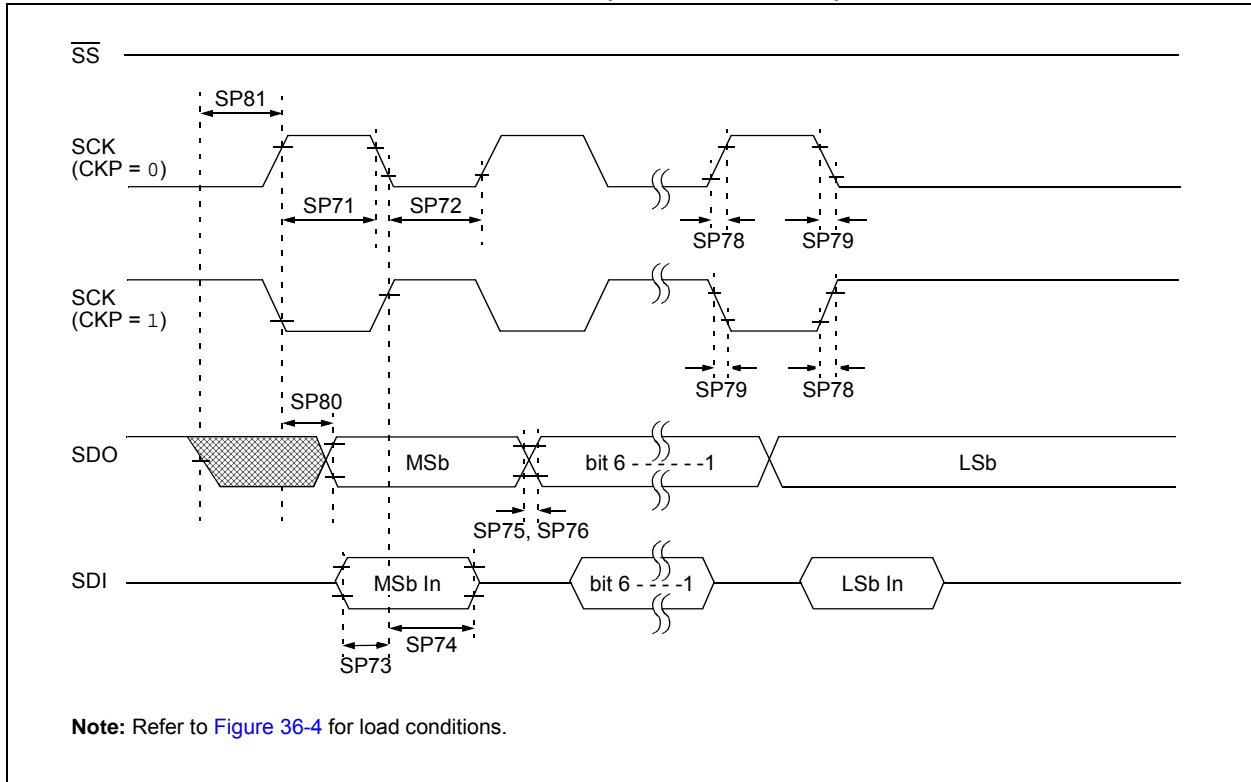 SS
SP81
SCK
(CKP = 0)
SP71
SP72
SP78
SP79
SCK
(CKP = 1)
SP79
SP78
SP80
SDO
MSb
bit 6 - - - - - -1
LSb
SP75, SP76
SDI
MSb In
bit 6 - - - -1
LSb In
SP73
SP74
Note: Refer to Figure 36-4 for load conditions.